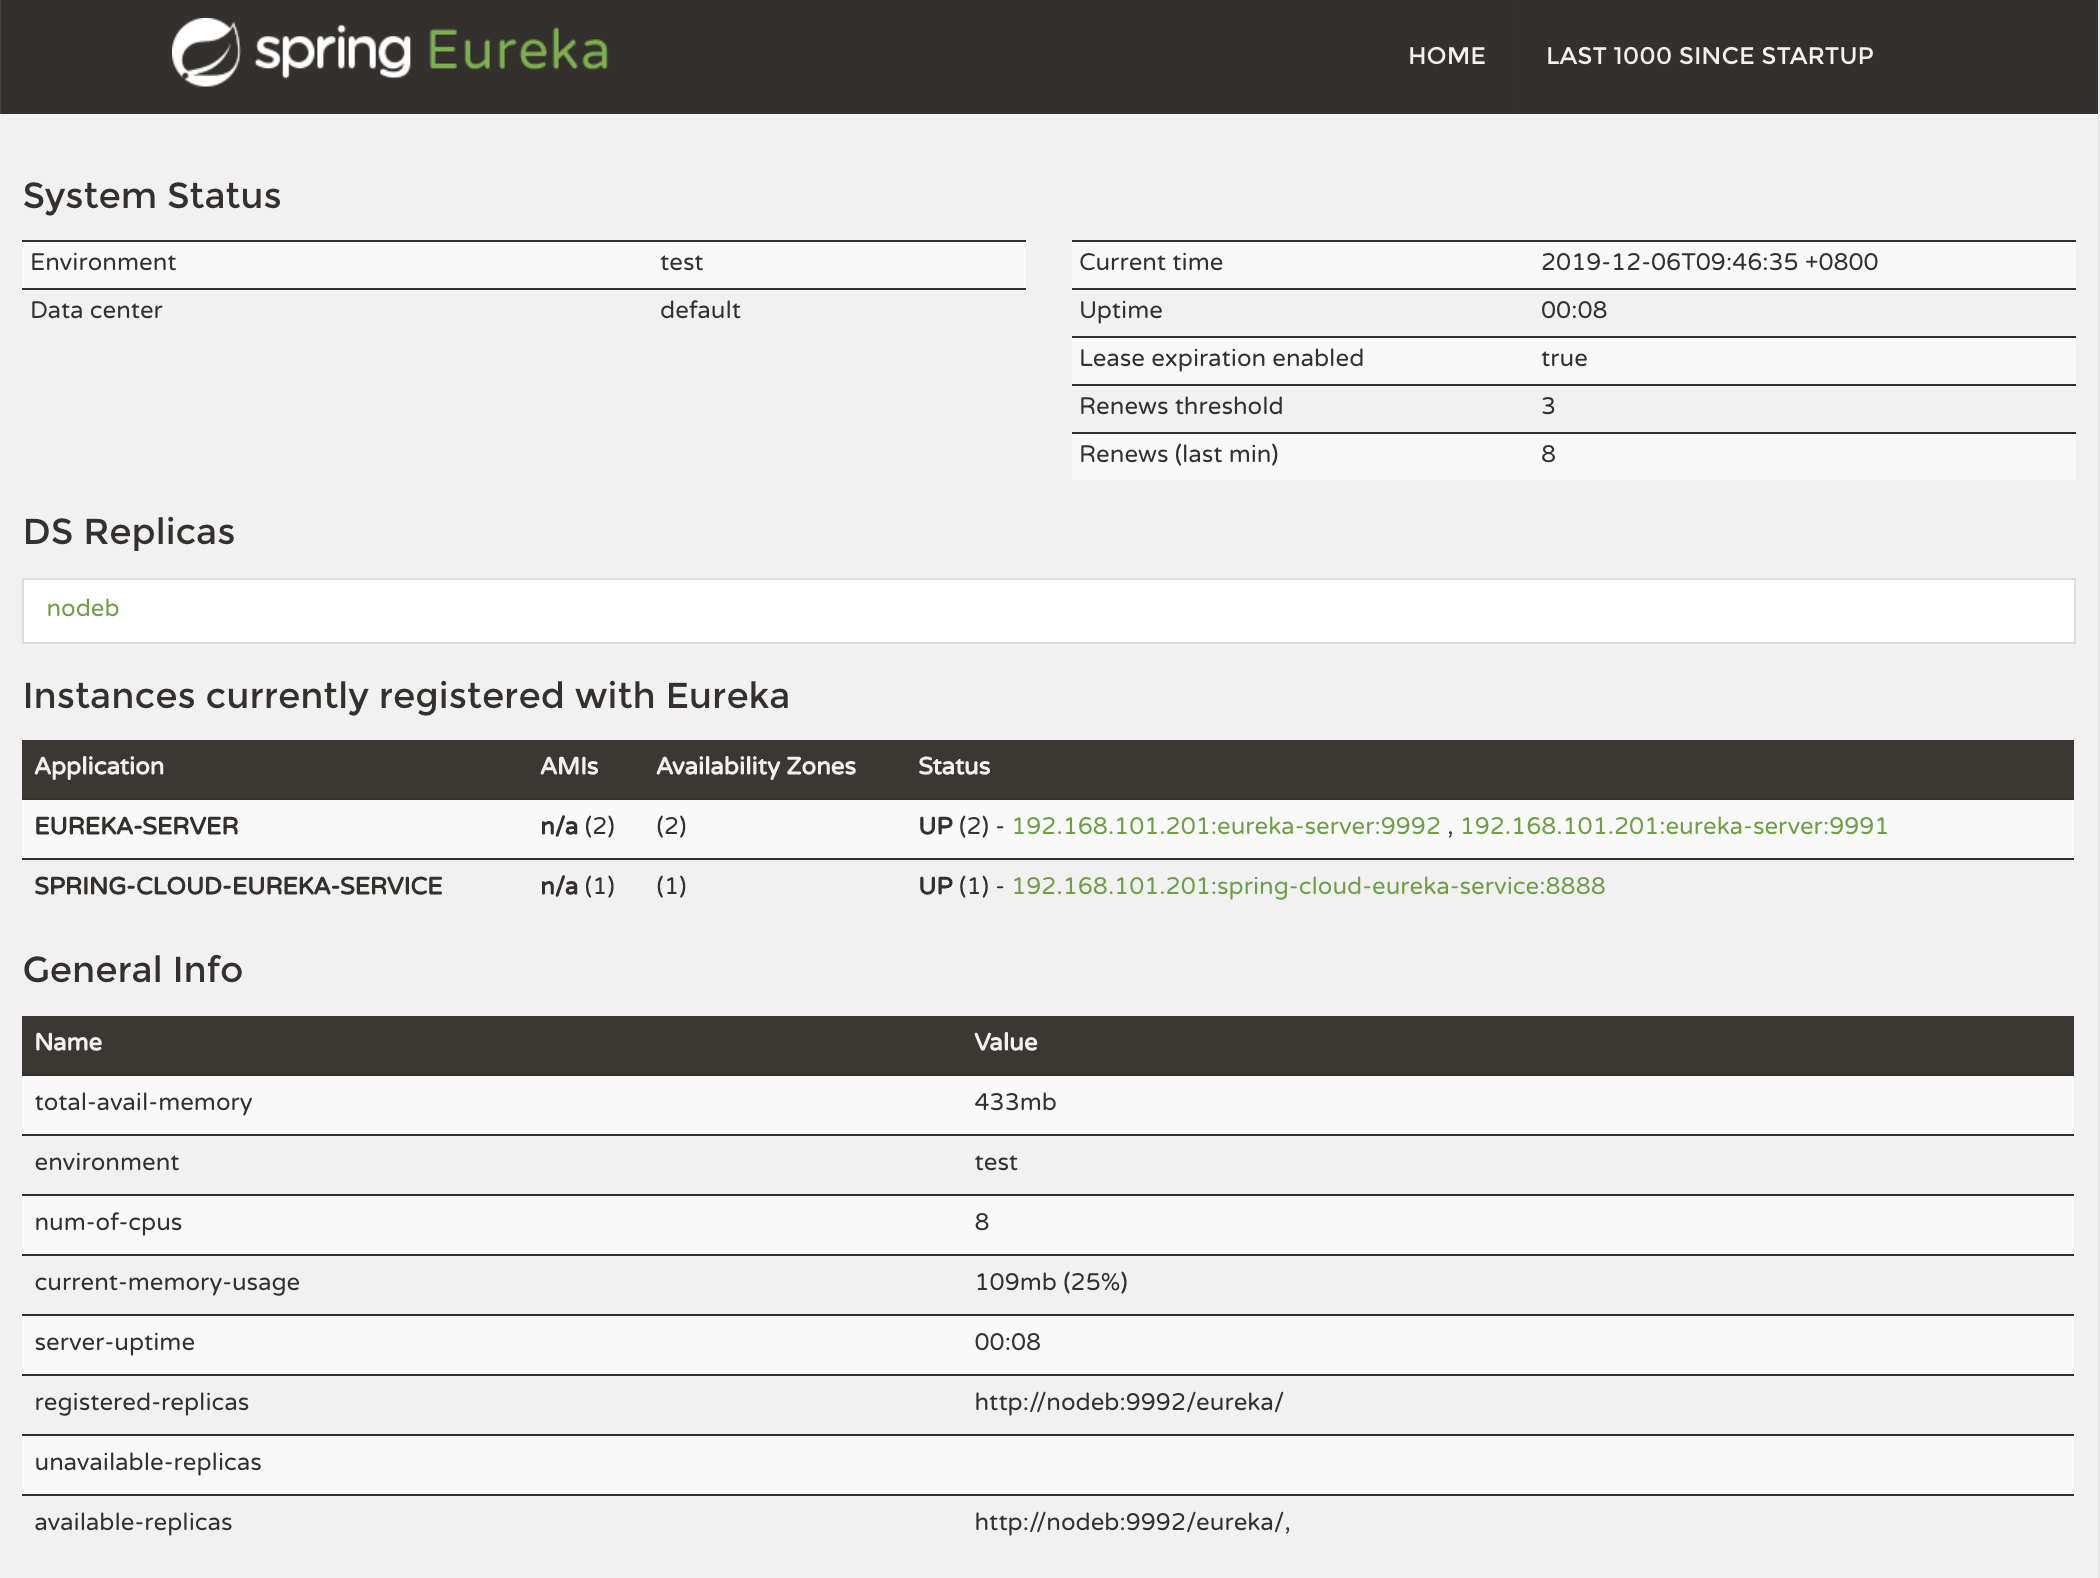 spring Eureka
HOME LAST 1000 SINCE STARTUP
System Status
Environment test
Data center default
Current time 2019-12-06T09:46:35 +0800
Uptime 00:08
Lease expiration enabled true
Renews threshold 3
Renews (last min) 8
DS Replicas
nodeb
Instances currently registered with Eureka
Application AMIs Availability Zones Status
EUREKA-SERVER n/a (2) (2) UP (2) - 192.168.101.201:eureka-server:9992 , 192.168.101.201:eureka-server:9991
SPRING-CLOUD-EUREKA-SERVICE n/a (1) (1) UP (1) - 192.168.101.201:spring-cloud-eureka-service:8888
General Info
Name Value
total-avail-memory 433mb
environment test
num-of-cpus 8
current-memory-usage 109mb (25%)
server-uptime 00:08
registered-replicas http://nodeb:9992/eureka/
unavailable-replicas
available-replicas http://nodeb:9992/eureka/,